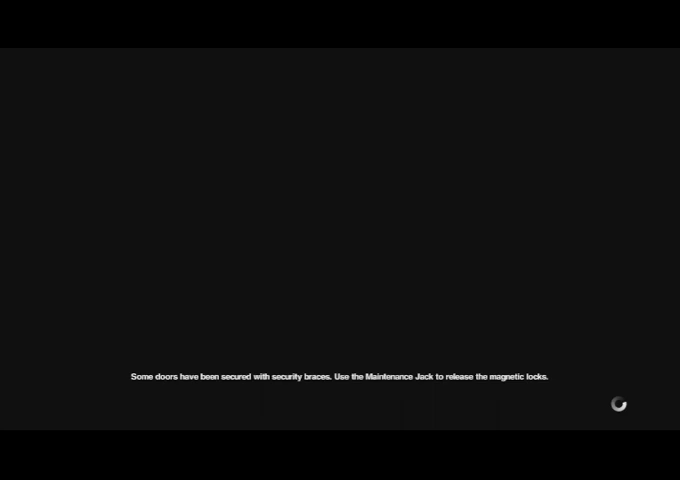 Some doors have been secured with security braces. Use the Maintenance Jack to release the magnetic locks.